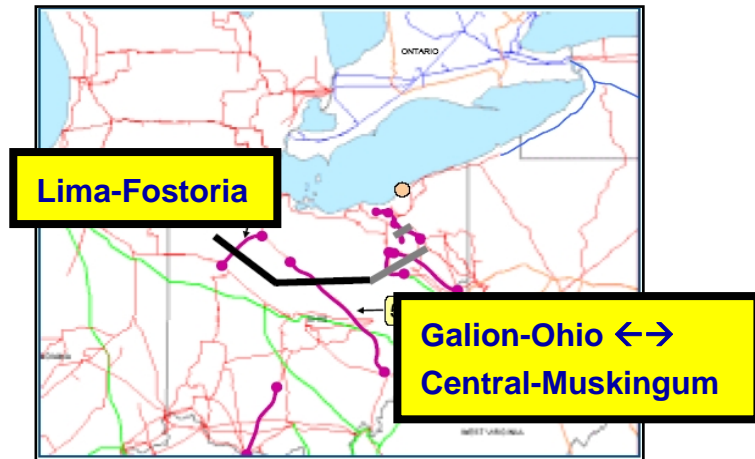 ONTARIO
Lima-Fostoria
Galion-Ohio ←→
Central-Muskingum
WEST VIRGINIA